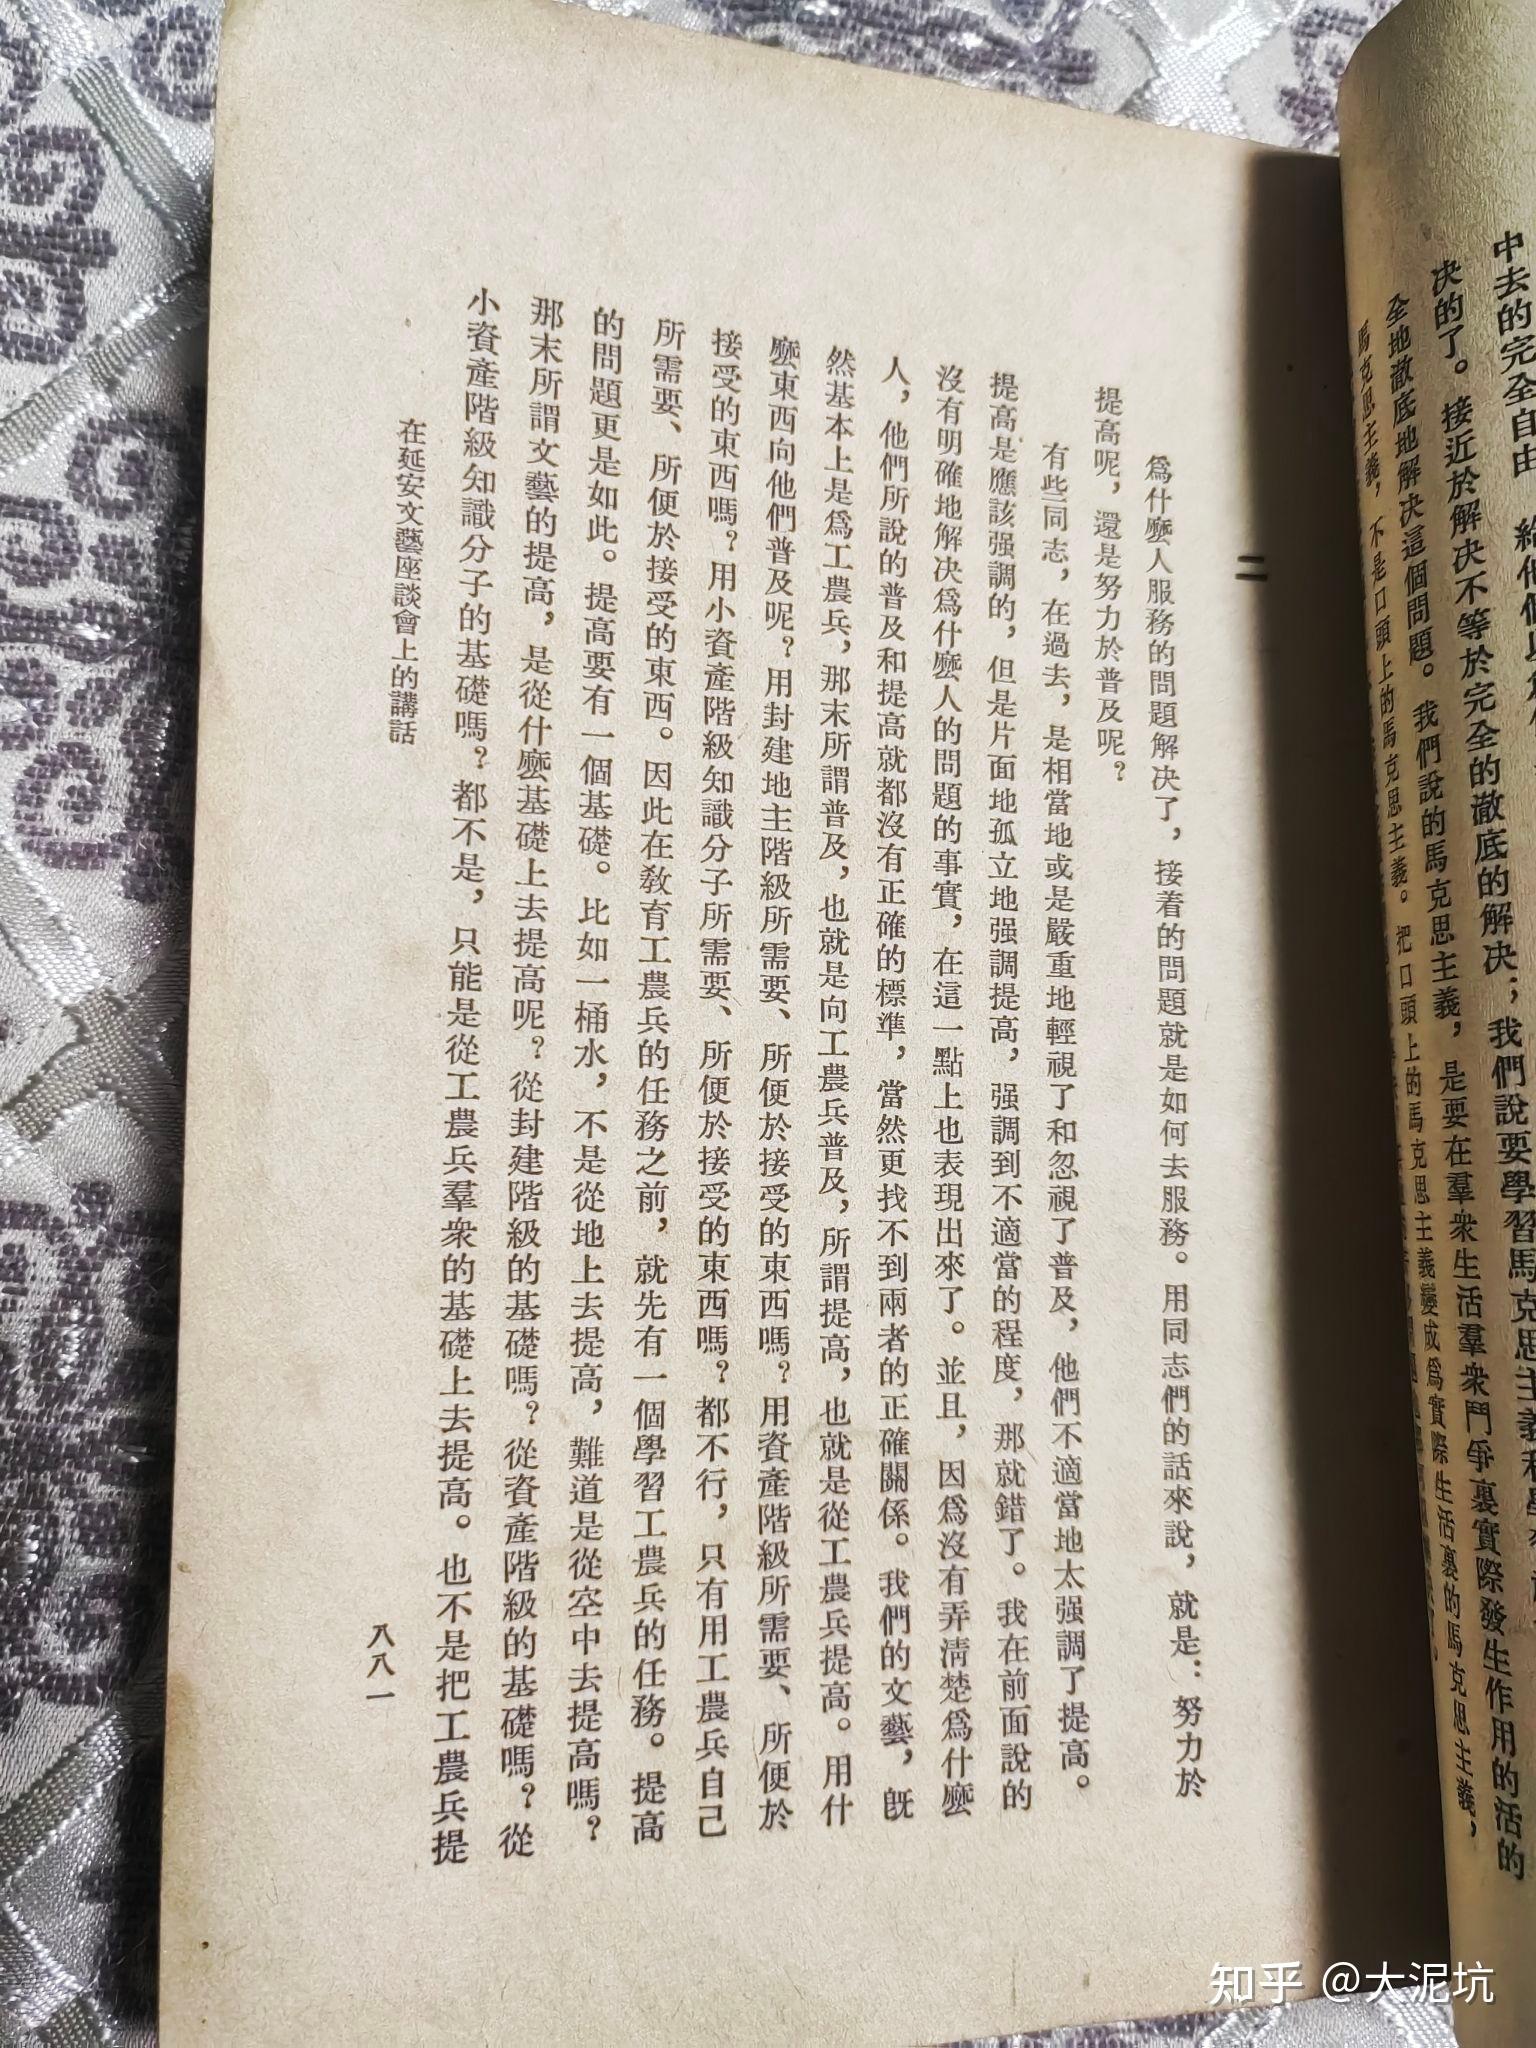 中去的完全自由
決的了。接近於解決不等於完全的澈底的解決；我們說要學習馬克思主義和學
全地澈底地解決這個問題。我們說的馬克思主義，是要在羣衆生活羣衆鬥爭裏實際發生作用的活的
馬克思主義，不是口頭上的馬克思主義。把口頭上的馬克思主義變成爲實際生活裏的馬克思主義，
二
爲什麼人服務的問題解決了，接着的問題就是如何去服務。用同志們的話來說，就是：努力於
提高呢，還是努力於普及呢？
有些同志，在過去，是相當地或是嚴重地輕視了和忽視了普及，他們不適當地太强調了提高。
提高是應該强調的，但是片面地孤立地强調提高，强調到不適當的程度，那就錯了。我在前面說的
沒有明確地解決爲什麼人的問題的事實，在這一點上也表現出來了。並且，因爲沒有弄清楚爲什麼
人，他們所說的普及和提高就都沒有正確的標準，當然更找不到兩者的正確關係。我們的文藝，旣
然基本上是爲工農兵，那末所謂普及，也就是向工農兵普及，所謂提高，也就是從工農兵提高。用什
麼東西向他們普及呢？用封建地主階級所需要、所便於接受的東西嗎？用資產階級所需要、所便於
接受的東西嗎？用小資產階級知識分子所需要、所便於接受的東西嗎？都不行，只有用工農兵自己
所需要、所便於接受的東西。因此在敎育工農兵的任務之前，就先有一個學習工農兵的任務。提高
的問題更是如此。提高要有一個基礎。比如一桶水，不是從地上去提高，難道是從空中去提高嗎？
那末所謂文藝的提高，是從什麼基礎上去提高呢？從封建階級的基礎嗎？從資產階級的基礎嗎？從
小資產階級知識分子的基礎嗎？都不是，只能是從工農兵羣衆的基礎上去提高。也不是把工農兵提
在延安文藝座談會上的講話
八八一
知乎 @大泥坑